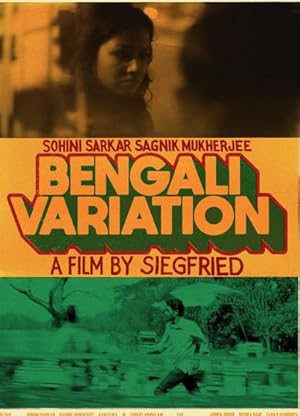 SOHINI SARKAR SAGNIK MUKHERJEE
BENGALI
VARIATION
A FILM BY SIEGFRIED